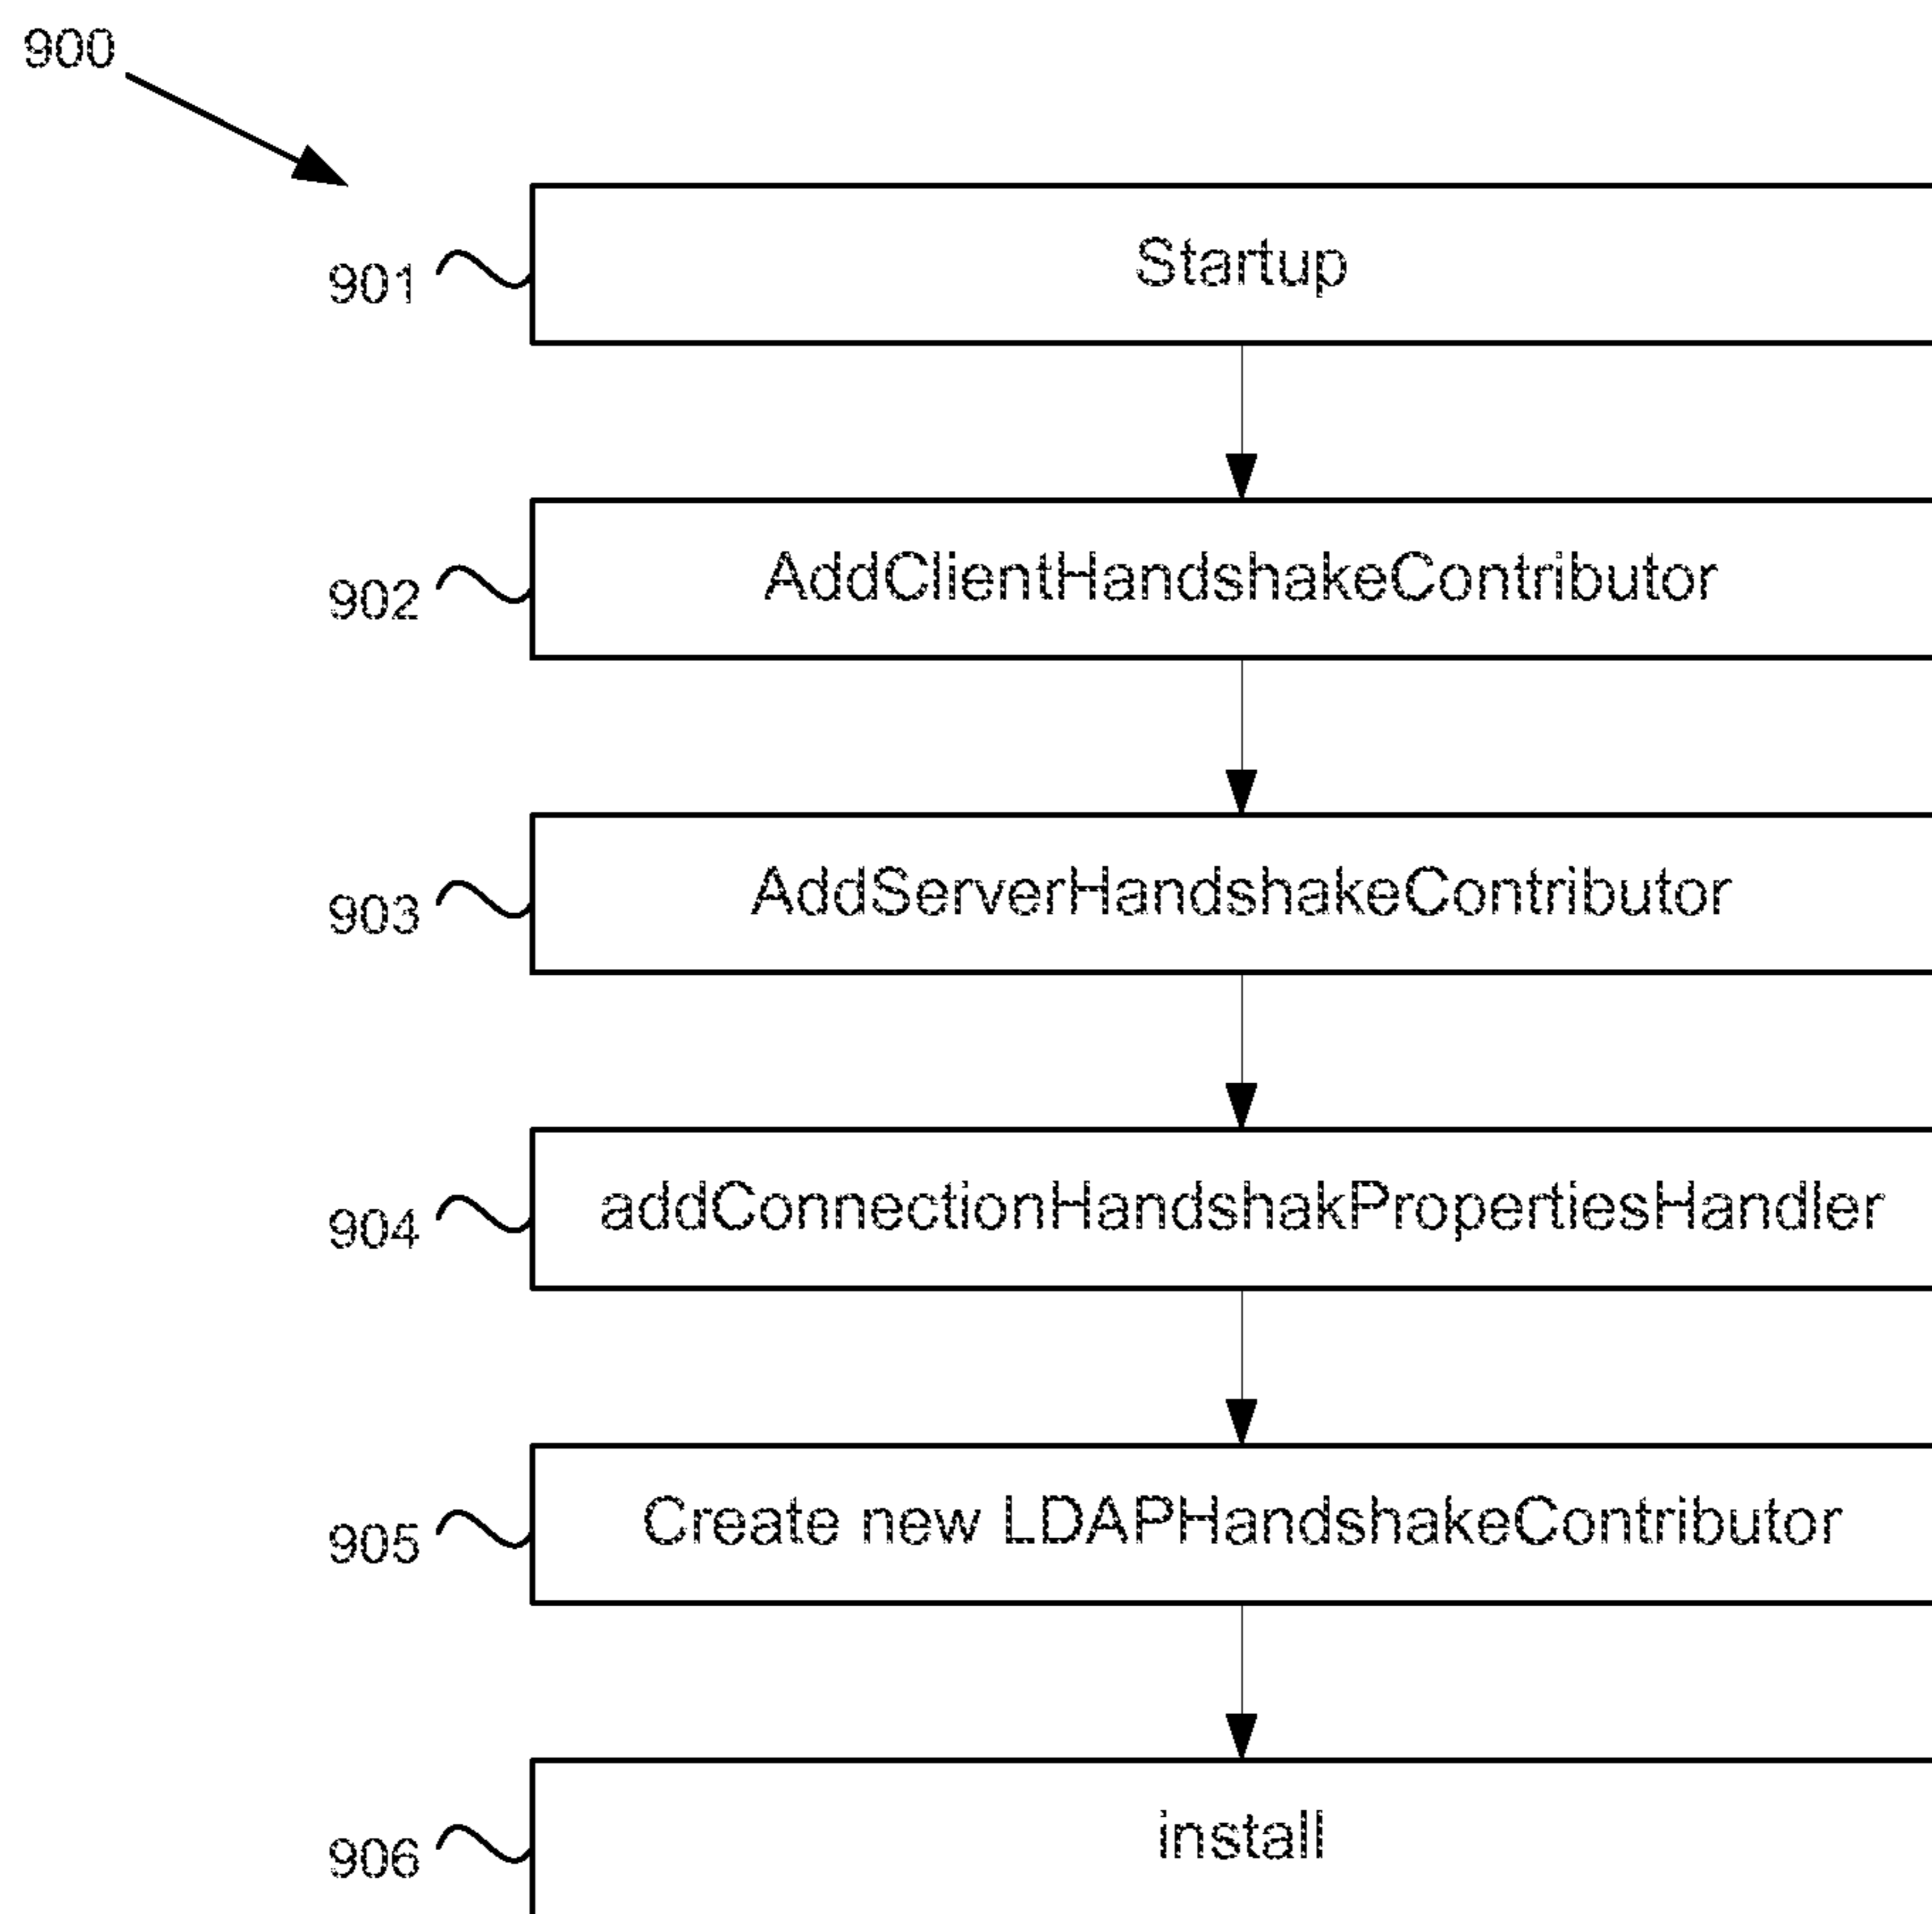 900
Startup
901
AddClientHandshakeContributor
902
AddServerHandshakeContributor
903
addConnectionHandshakPropertiesHandler
904
Create new LDAPHandshakeContributor
905
install
906